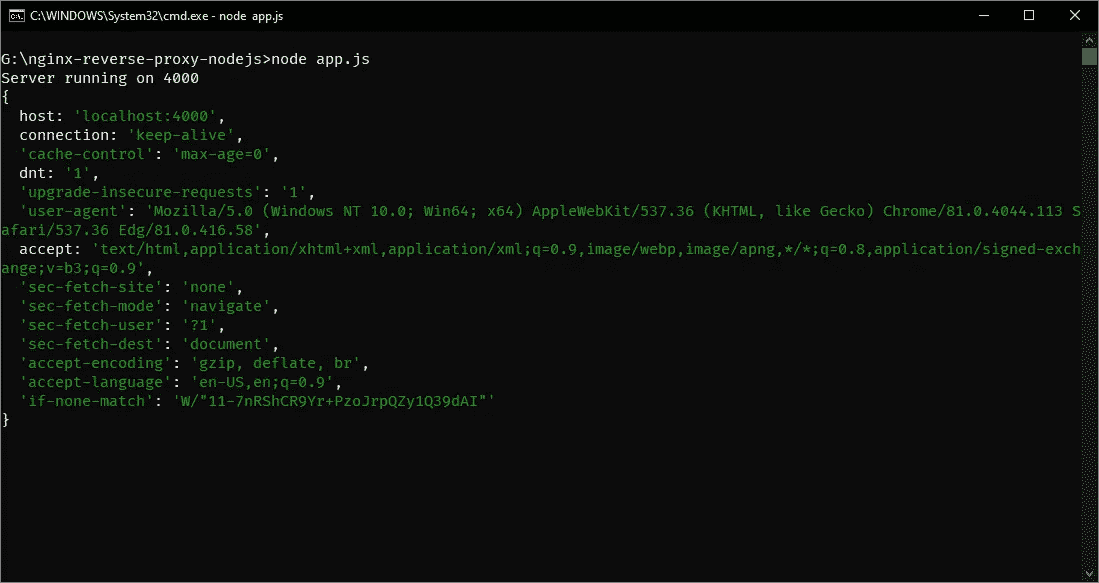 C:\WINDOWS\System32\cmd.exe - node app.js
G:\nginx-reverse-proxy-nodejs>node app.js
Server running on 4000
{
  host: 'localhost:4000',
  connection: 'keep-alive',
  'cache-control': 'max-age=0',
  dnt: '1',
  'upgrade-insecure-requests': '1',
  'user-agent': 'Mozilla/5.0 (Windows NT 10.0; Win64; x64) AppleWebKit/537.36 (KHTML, like Gecko) Chrome/81.0.4044.113 S
afari/537.36 Edg/81.0.416.58',
  accept: 'text/html,application/xhtml+xml,application/xml;q=0.9,image/webp,image/apng,*/*;q=0.8,application/signed-exch
ange;v=b3;q=0.9',
  'sec-fetch-site': 'none',
  'sec-fetch-mode': 'navigate',
  'sec-fetch-user': '?1',
  'sec-fetch-dest': 'document',
  'accept-encoding': 'gzip, deflate, br',
  'accept-language': 'en-US,en;q=0.9',
  'if-none-match': 'W/"11-7nRShCR9Yr+PzoJrpQZy1Q39dAI"'
}